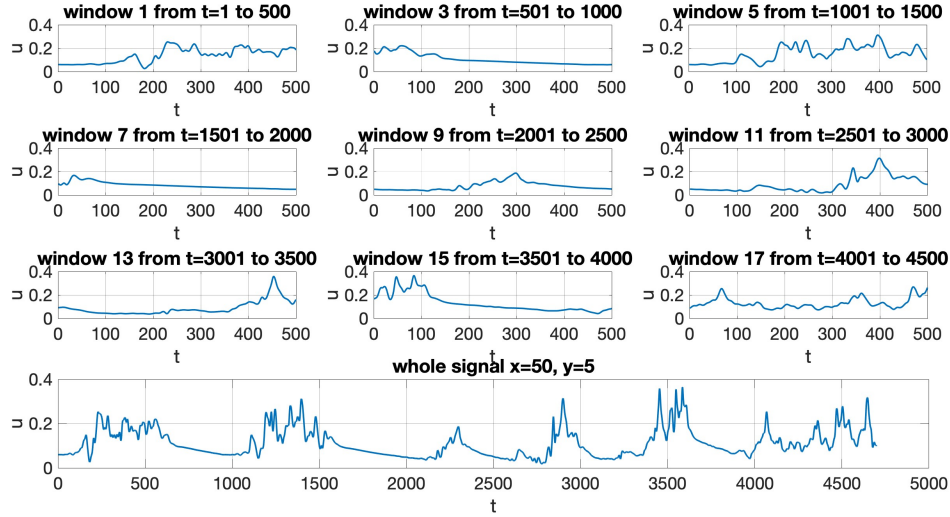 window 1 from t=1 to 500
window 3 from t=501 to 1000
window 5 from t=1001 to 1500
0.4
0.2
0
u
0 100 200 300 400 500
t
0.4
0.2
0
u
0 100 200 300 400 500
t
0.4
0.2
0
u
0 100 200 300 400 500
t
window 7 from t=1501 to 2000
window 9 from t=2001 to 2500
window 11 from t=2501 to 3000
0.4
0.2
0
u
0 100 200 300 400 500
t
0.4
0.2
0
u
0 100 200 300 400 500
t
0.4
0.2
0
u
0 100 200 300 400 500
t
window 13 from t=3001 to 3500
window 15 from t=3501 to 4000
window 17 from t=4001 to 4500
0.4
0.2
0
u
0 100 200 300 400 500
t
0.4
0.2
0
u
0 100 200 300 400 500
t
0.4
0.2
0
u
0 100 200 300 400 500
t
whole signal x=50, y=5
0.4
0.2
0
u
0 500 1000 1500 2000 2500 3000 3500 4000 4500 5000
t